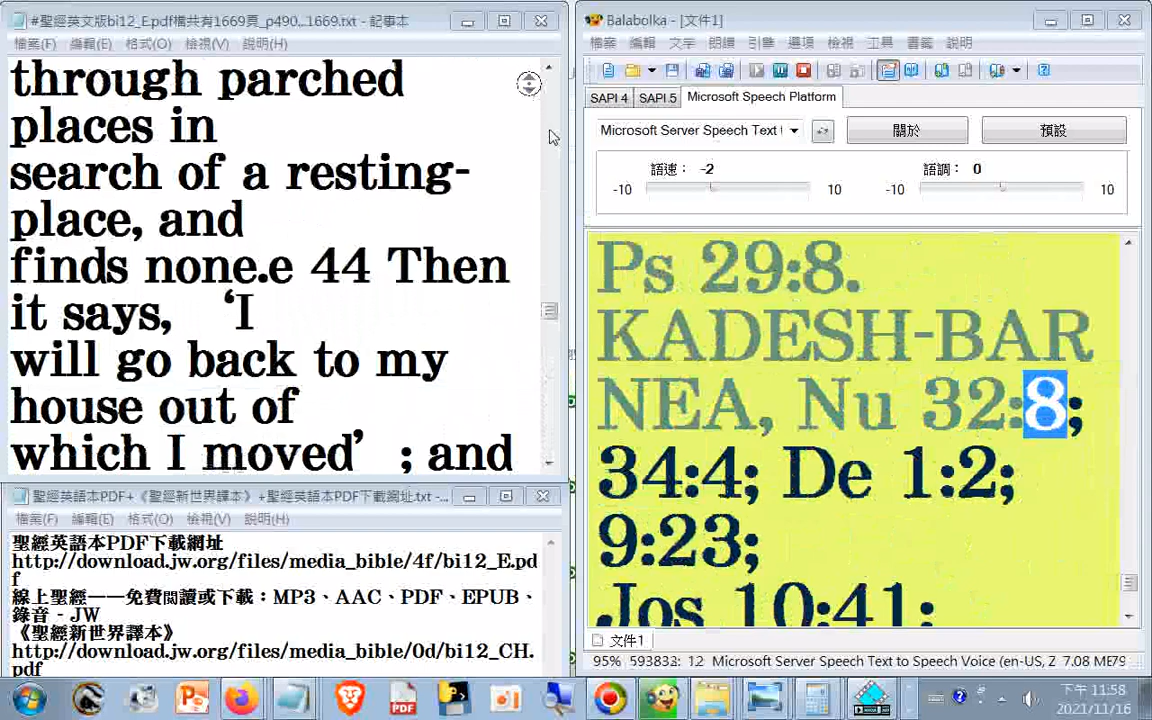 #聖經英文版bi12_E.pdf檔共有1669頁_p490,..1669.txt - 記事本
檔案(F) 編輯(E) 格式(O) 檢視(V) 說明(H)
through parched
places in
search of a resting-
place, and
finds none.e 44 Then
it says, ‘I
will go back to my
house out of
which I moved’ ; and
聖經英語本PDF+《聖經新世界譯本》+聖經英語本PDF下載網址.txt - ...
檔案(F) 編輯(E) 格式(O) 檢視(V) 說明(H)
聖經英語本PDF下載網址
http://download.jw.org/files/media_bible/4f/bi12_E.pd
f
線上聖經——免費閱讀或下載：MP3、AAC、PDF、EPUB、
錄音 - JW
《聖經新世界譯本》
http://download.jw.org/files/media_bible/0d/bi12_CH.
pdf
Balabolka - [文件1]
檔案 編輯 文字 朗讀 引擎 選項 檢視 工具 書籤 說明
SAPI 4 SAPI 5 Microsoft Speech Platform
Microsoft Server Speech Text 關於 預設
語速： -2 語調： 0
-10 10 -10 10
Ps 29:8.
KADESH-BAR
NEA, Nu 32:8;
34:4; De 1:2;
9:23;
Jos 10:41;
文件1
95% 593832: 12 Microsoft Server Speech Text to Speech Voice (en-US, Z 7.08 ME79
下午 11:58
2021/11/16